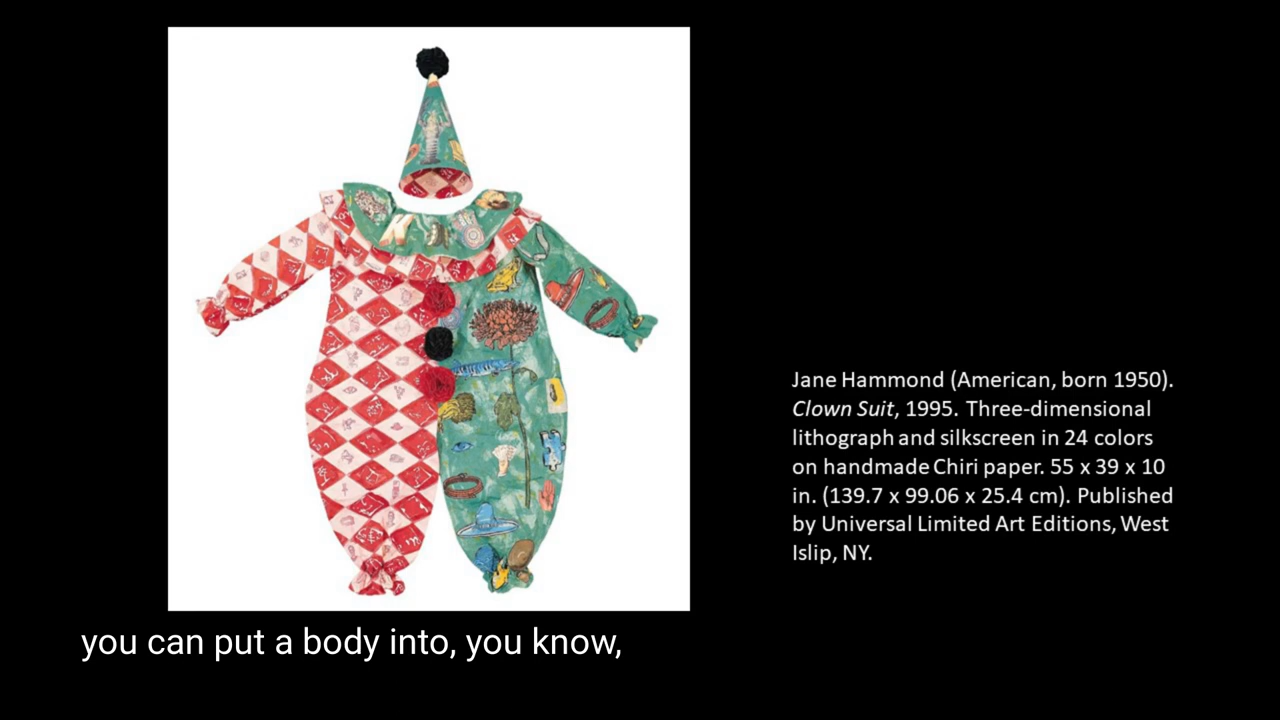 Jane Hammond (American, born 1950).
Clown Suit, 1995. Three-dimensional
lithograph and silkscreen in 24 colors
on handmade Chiri paper. 55 x 39 x 10
in. (139.7 x 99.06 x 25.4 cm). Published
by Universal Limited Art Editions, West
Islip, NY.
you can put a body into, you know,